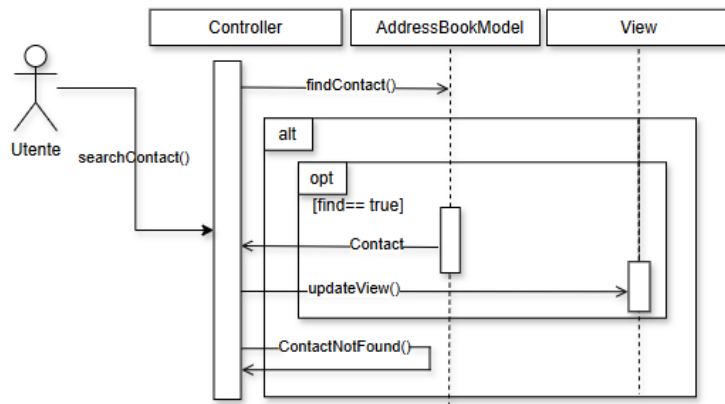 Controller
AddressBookModel
View
findContact()
Utente
searchContact()
alt
opt
[find== true]
Contact
updateView()
ContactNotFound()